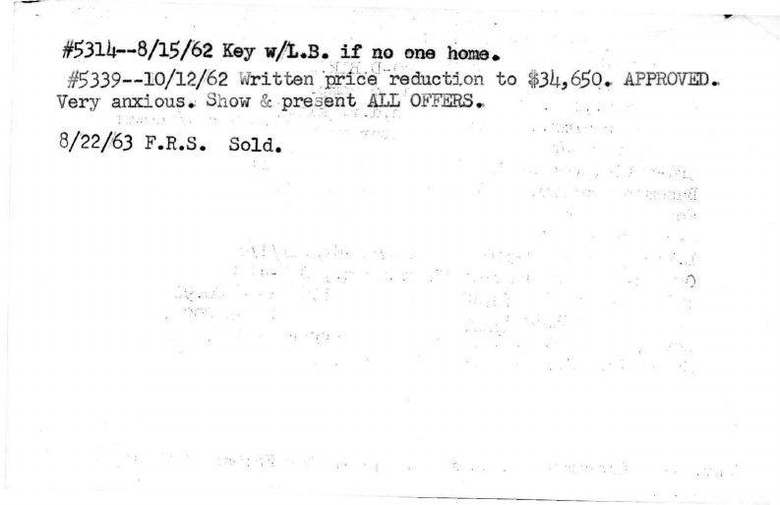 #5314--8/15/62 Key w/L.B. if no one home.
#5339--10/12/62 Written price reduction to $34,650. APPROVED.
Very anxious. Show & present ALL OFFERS.
8/22/63 F.R.S. Sold.